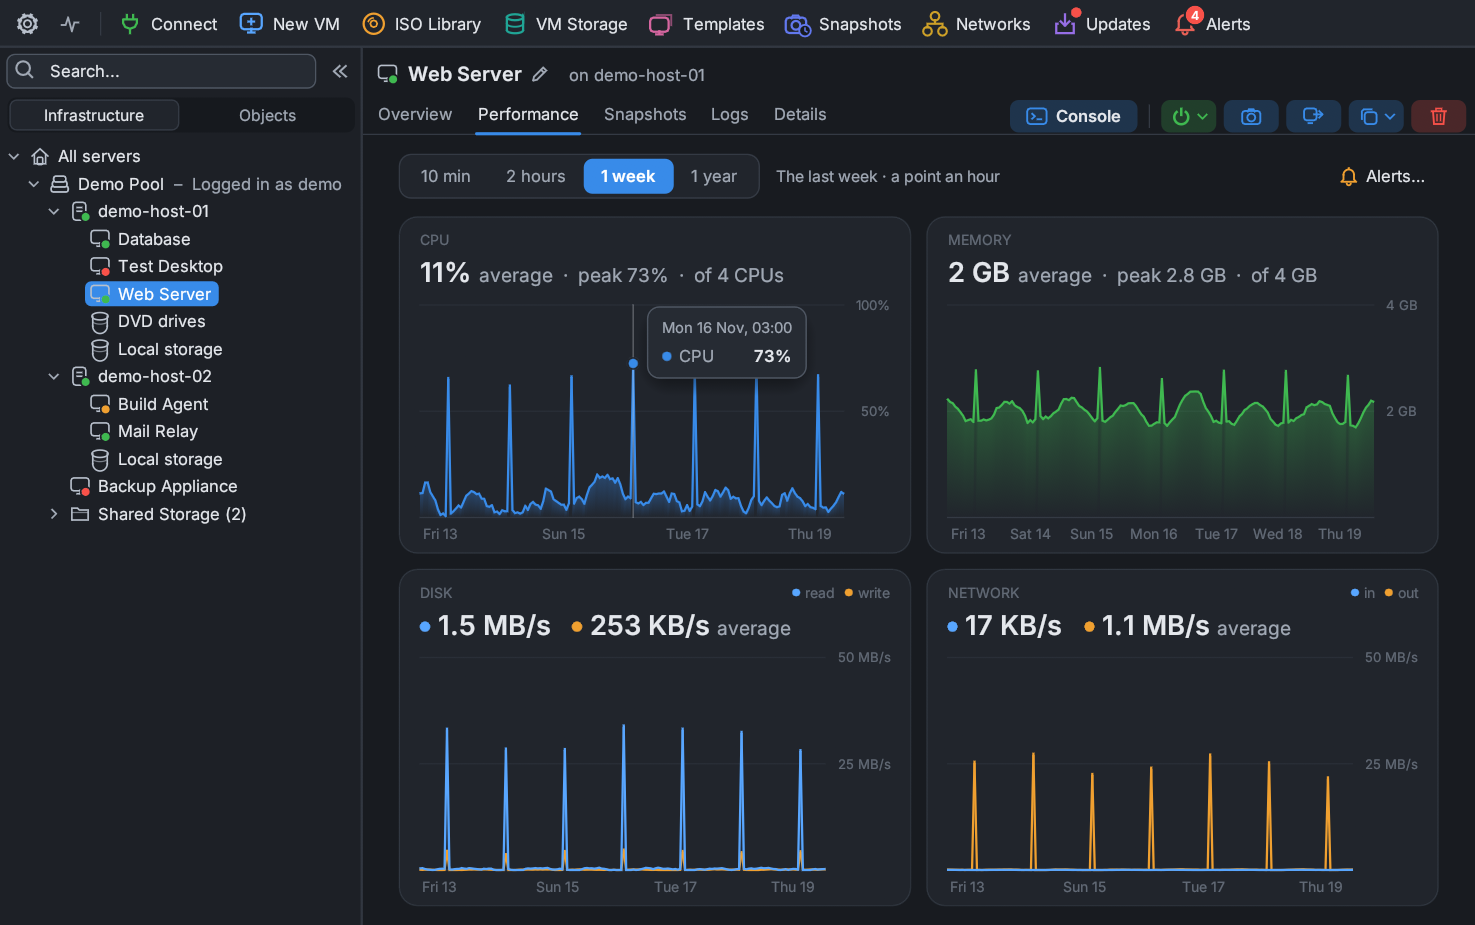 Connect New VM ISO Library VM Storage Templates Snapshots Networks Updates 4 Alerts
Search...
Infrastructure Objects
All servers
Demo Pool – Logged in as demo
demo-host-01
Database
Test Desktop
Web Server
DVD drives
Local storage
demo-host-02
Build Agent
Mail Relay
Local storage
Backup Appliance
Shared Storage (2)
Web Server on demo-host-01
Overview Performance Snapshots Logs Details
Console
10 min 2 hours 1 week 1 year The last week · a point an hour
Alerts...
CPU
11% average · peak 73% · of 4 CPUs
100%
Mon 16 Nov, 03:00
CPU 73%
50%
Fri 13 Sun 15 Tue 17 Thu 19
MEMORY
2 GB average · peak 2.8 GB · of 4 GB
4 GB
2 GB
Fri 13 Sat 14 Sun 15 Mon 16 Tue 17 Wed 18 Thu 19
DISK read write
1.5 MB/s 253 KB/s average
50 MB/s
25 MB/s
Fri 13 Sun 15 Tue 17 Thu 19
NETWORK in out
17 KB/s 1.1 MB/s average
50 MB/s
25 MB/s
Fri 13 Sun 15 Tue 17 Thu 19